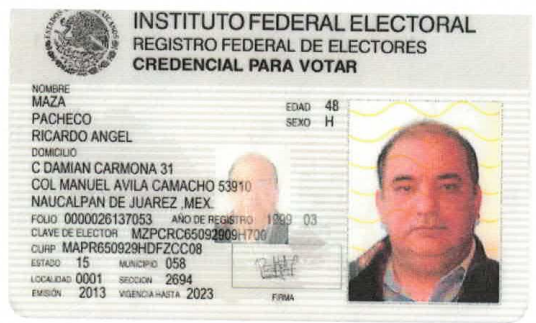 INSTITUTO FEDERAL ELECTORAL
REGISTRO FEDERAL DE ELECTORES
CREDENCIAL PARA VOTAR
NOMBRE
MAZA
PACHECO
RICARDO ANGEL
EDAD 48
SEXO H
DOMICILIO
C DAMIAN CARMONA 31
COL MANUEL AVILA CAMACHO 53910
NAUCALPAN DE JUAREZ ,MEX.
FOLIO 0000026137053 AÑO DE REGISTRO 1999 03
CLAVE DE ELECTOR MZPCRC65092909H700
CURP MAPR650929HDFZCC08
ESTADO 15 MUNICIPIO 058
LOCALIDAD 0001 SECCION 2694
EMISIÓN 2013 VIGENCIA HASTA 2023
FIRMA